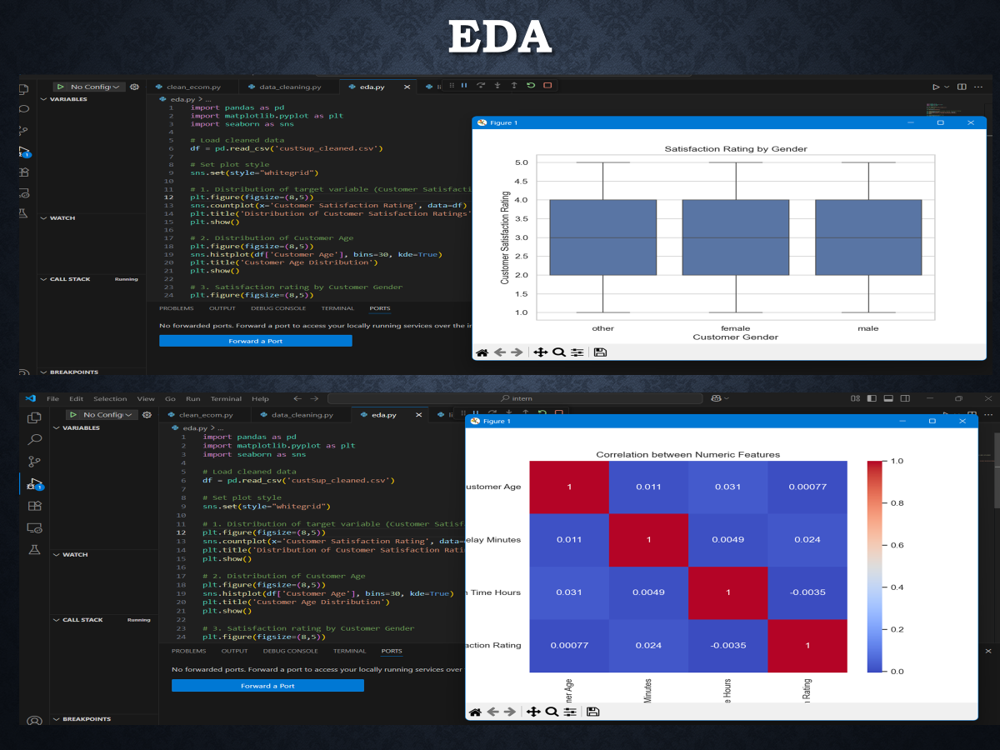 EDA
No Config
clean_ecom.py
data_cleaning.py
eda.py
VARIABLES
eda.py > ...
1 import pandas as pd
2 import matplotlib.pyplot as plt
3 import seaborn as sns
4
5 # Load cleaned data
6 df = pd.read_csv('custSup_cleaned.csv')
7
8 # Set plot style
9 sns.set(style="whitegrid")
10
11 # 1. Distribution of target variable (Customer Satisfacti
12 plt.figure(figsize=(8,5))
13 sns.countplot(x='Customer Satisfaction Rating', data=df)
14 plt.title('Distribution of Customer Satisfaction Ratings'
15 plt.show()
16
17 # 2. Distribution of Customer Age
18 plt.figure(figsize=(8,5))
19 sns.histplot(df['Customer Age'], bins=30, kde=True)
20 plt.title('Customer Age Distribution')
21 plt.show()
22
23 # 3. Satisfaction rating by Customer Gender
24 plt.figure(figsize=(8,5))
WATCH
CALL STACK Running
BREAKPOINTS
PROBLEMS OUTPUT DEBUG CONSOLE TERMINAL PORTS
No forwarded ports. Forward a port to access your locally running services over the i
Forward a Port
Figure 1
Satisfaction Rating by Gender
Customer Satisfaction Rating
5.0
4.5
4.0
3.5
3.0
2.5
2.0
1.5
1.0
other female male
Customer Gender
File Edit Selection View Go Run Terminal Help
intern
No Config
clean_ecom.py
data_cleaning.py
eda.py
VARIABLES
eda.py > ...
1 import pandas as pd
2 import matplotlib.pyplot as plt
3 import seaborn as sns
4
5 # Load cleaned data
6 df = pd.read_csv('custSup_cleaned.csv')
7
8 # Set plot style
9 sns.set(style="whitegrid")
10
11 # 1. Distribution of target variable (Customer Satisf
12 plt.figure(figsize=(8,5))
13 sns.countplot(x='Customer Satisfaction Rating', data=
14 plt.title('Distribution of Customer Satisfaction Rati
15 plt.show()
16
17 # 2. Distribution of Customer Age
18 plt.figure(figsize=(8,5))
19 sns.histplot(df['Customer Age'], bins=30, kde=True)
20 plt.title('Customer Age Distribution')
21 plt.show()
22
23 # 3. Satisfaction rating by Customer Gender
24 plt.figure(figsize=(8,5))
WATCH
CALL STACK Running
BREAKPOINTS
PROBLEMS OUTPUT DEBUG CONSOLE TERMINAL PORTS
No forwarded ports. Forward a port to access your locally running services over
Forward a Port
Figure 1
Correlation between Numeric Features
ustomer Age 1 0.011 0.031 0.00077
elay Minutes 0.011 1 0.0049 0.024
Time Hours 0.031 0.0049 1 -0.0035
action Rating 0.00077 0.024 -0.0035 1
ner Age
Minutes
e Hours
Rating
1.0
0.8
0.6
0.4
0.2
0.0